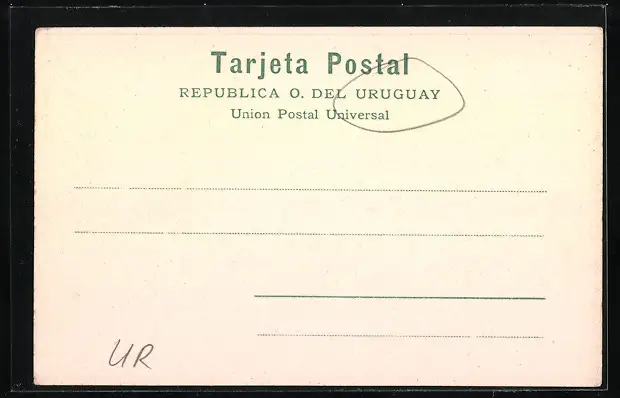 Tarjeta Postal
REPUBLICA O. DEL URUGUAY
Union Postal Universal
UR